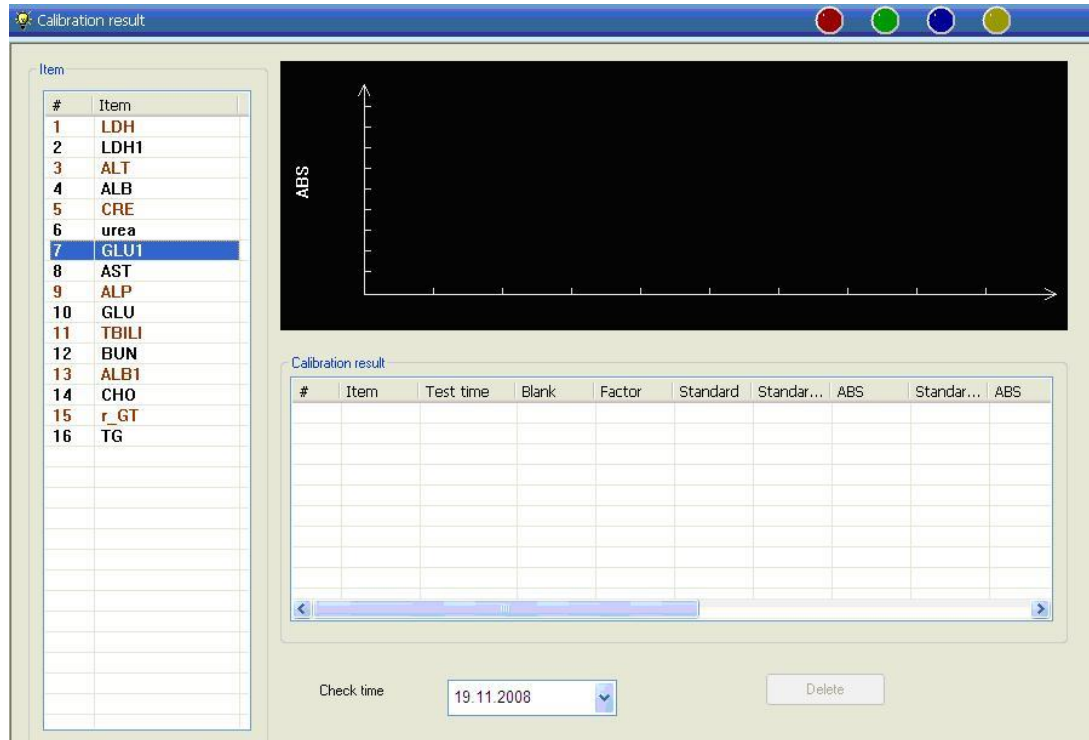 Calibration result
Item
# Item
1 LDH
2 LDH1
3 ALT
4 ALB
5 CRE
6 urea
7 GLU1
8 AST
9 ALP
10 GLU
11 TBILI
12 BUN
13 ALB1
14 CHO
15 r_GT
16 TG
ABS
Calibration result
# Item Test time Blank Factor Standard Standar... ABS Standar... ABS
Check time 19.11.2008 Delete